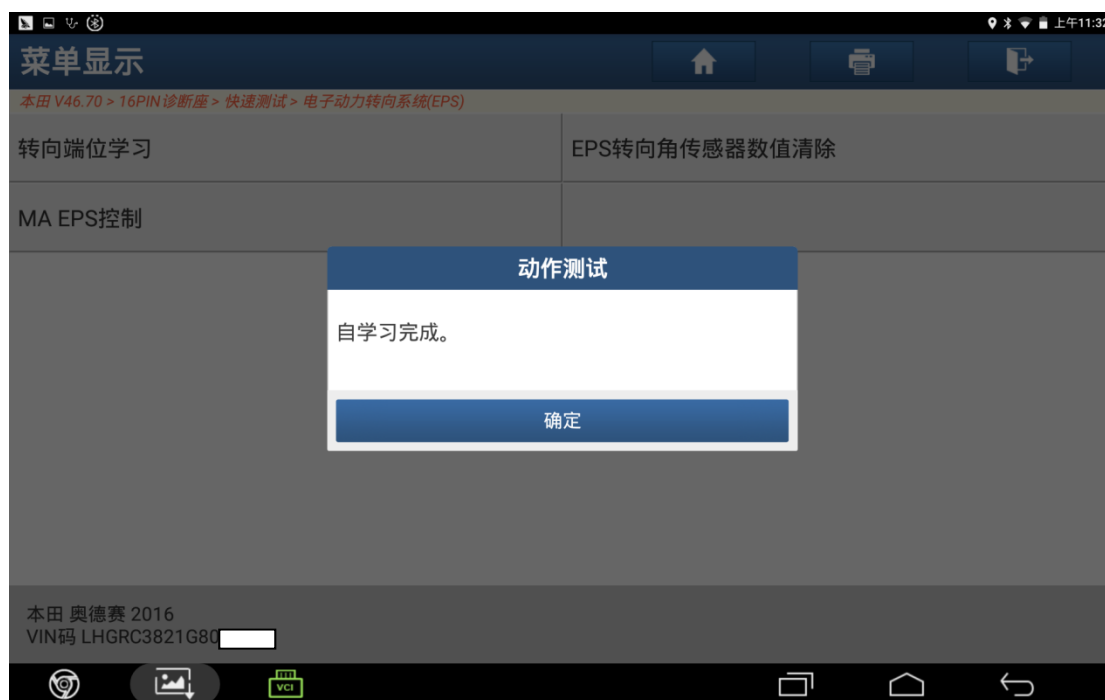 上午11:32
菜单显示
本田 V46.70 > 16PIN诊断座 > 快速测试 > 电子动力转向系统(EPS)
转向端位学习
EPS转向角传感器数值清除
MA EPS控制
动作测试
自学习完成。
确定
本田 奥德赛 2016
VIN码 LHGRC3821G80
VCI